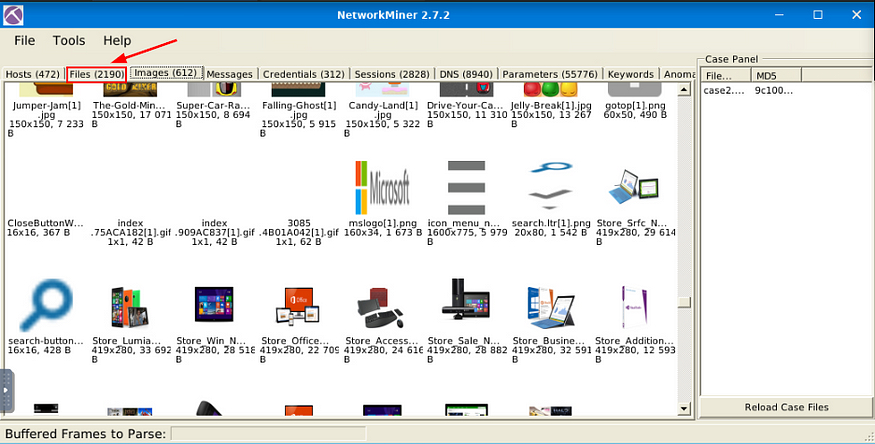 NetworkMiner 2.7.2
File Tools Help
Hosts (472) Files (2190) Images (612) Messages Credentials (312) Sessions (2828) DNS (8940) Parameters (55776) Keywords Anoma
Case Panel
File... MD5
case2.... 9c100...
Jumper-Jam[1] The-Gold-Min... Super-Car-Ra... Falling-Ghost[1] Candy-Land[1] Drive-Your-Ca... Jelly-Break[1].jpg gotop[1].png
.jpg 150x150, 17 071 150x150, 8 694 .jpg .jpg 150x150, 11 310 150x150, 13 267 60x50, 490 B
150x150, 7 233 B B 150x150, 5 915 150x150, 5 322 B B
B B B
Microsoft
CloseButtonW... index index 3085 mslogo[1].png icon_menu_n... search.ltr[1].png Store_Srfc_N...
16x16, 367 B .75ACA182[1].gif .909AC837[1].gif .4B01A042[1].gif 160x34, 1 673 B 1600x775, 5 979 20x80, 1 542 B 419x280, 29 614
1x1, 42 B 1x1, 42 B 1x1, 62 B B B
search-button... Store_Lumia... Store_Win_N... Store_Office... Store_Access... Store_Sale_N... Store_Busine... Store_Addition...
16x16, 428 B 419x280, 33 692 419x280, 28 518 419x280, 22 709 419x280, 24 616 419x280, 28 882 419x280, 32 591 419x280, 12 593
B B B B B B B
Reload Case Files
Buffered Frames to Parse: